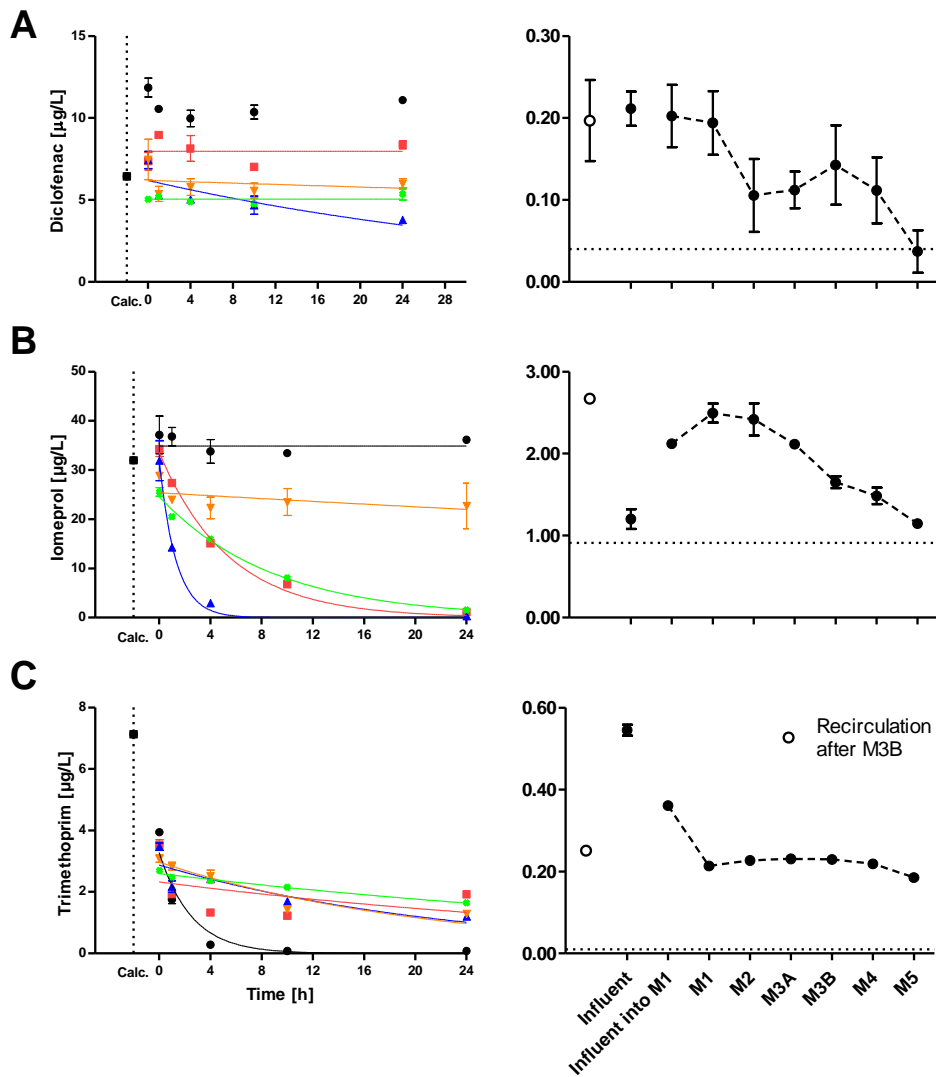 A
Diclofenac [µg/L]
15
10
5
0
Calc.
0
4
8
12
16
20
24
28
0.30
0.20
0.10
0.00
B
Iomeprol [µg/L]
50
40
30
20
10
0
Calc.
0
4
8
12
16
20
24
3.00
2.00
1.00
0.00
C
Trimethoprim [µg/L]
8
6
4
2
0
Calc.
0
4
8
12
16
20
24
Time [h]
0.60
0.40
0.20
0.00
Recirculation
after M3B
Influent
Influent into M1
M1
M2
M3A
M3B
M4
M5